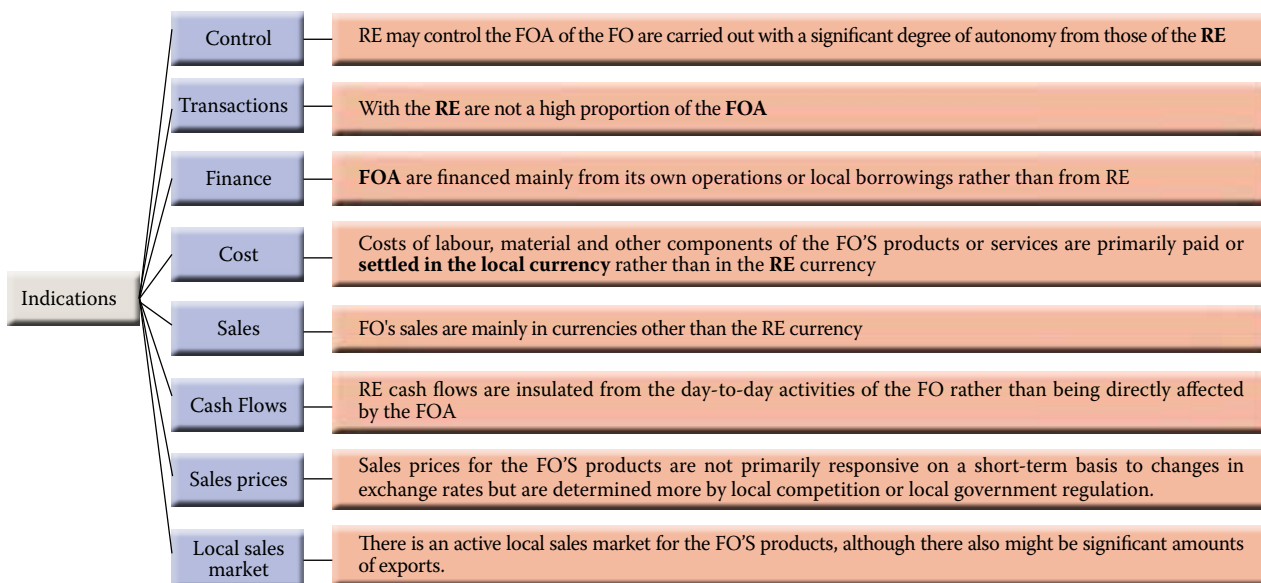 Control
RE may control the FOA of the FO are carried out with a significant degree of autonomy from those of the RE
Transactions
With the RE are not a high proportion of the FOA
Finance
FOA are financed mainly from its own operations or local borrowings rather than from RE
Cost
Costs of labour, material and other components of the FO'S products or services are primarily paid or
settled in the local currency rather than in the RE currency
Indications
Sales
FO's sales are mainly in currencies other than the RE currency
Cash Flows
RE cash flows are insulated from the day-to-day activities of the FO rather than being directly affected
by the FOA
Sales prices
Sales prices for the FO'S products are not primarily responsive on a short-term basis to changes in
exchange rates but are determined more by local competition or local government regulation.
Local sales
market
There is an active local sales market for the FO'S products, although there also might be significant amounts
of exports.